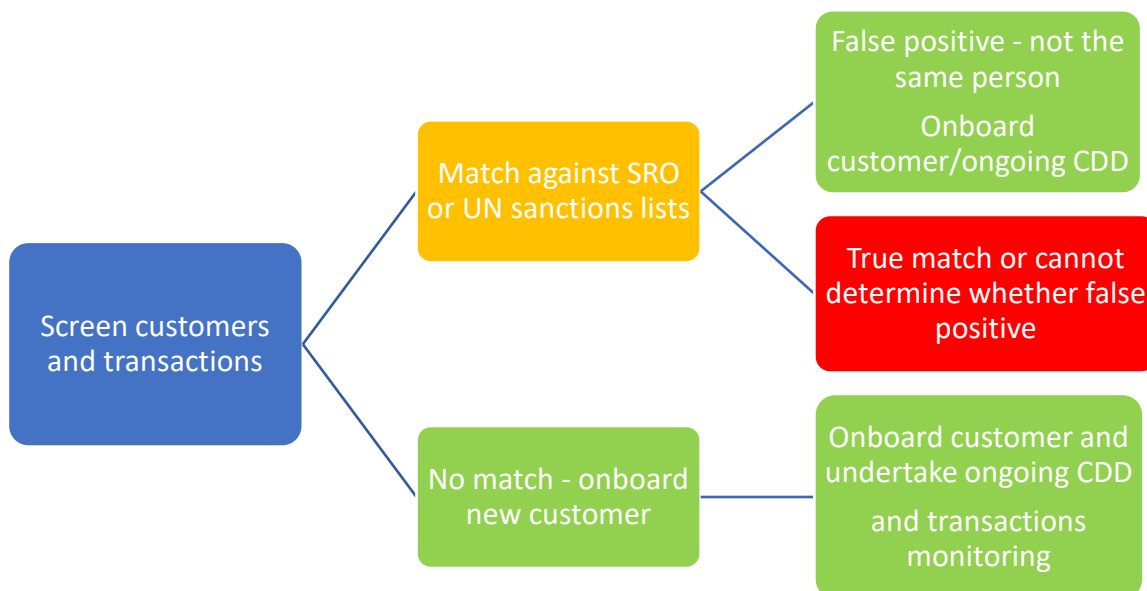 Screen customers
and transactions
Match against SRO
or UN sanctions lists
No match - onboard
new customer
False positive - not the
same person
Onboard
customer/ongoing CDD
True match or cannot
determine whether false
positive
Onboard customer and
undertake ongoing CDD
and transactions
monitoring